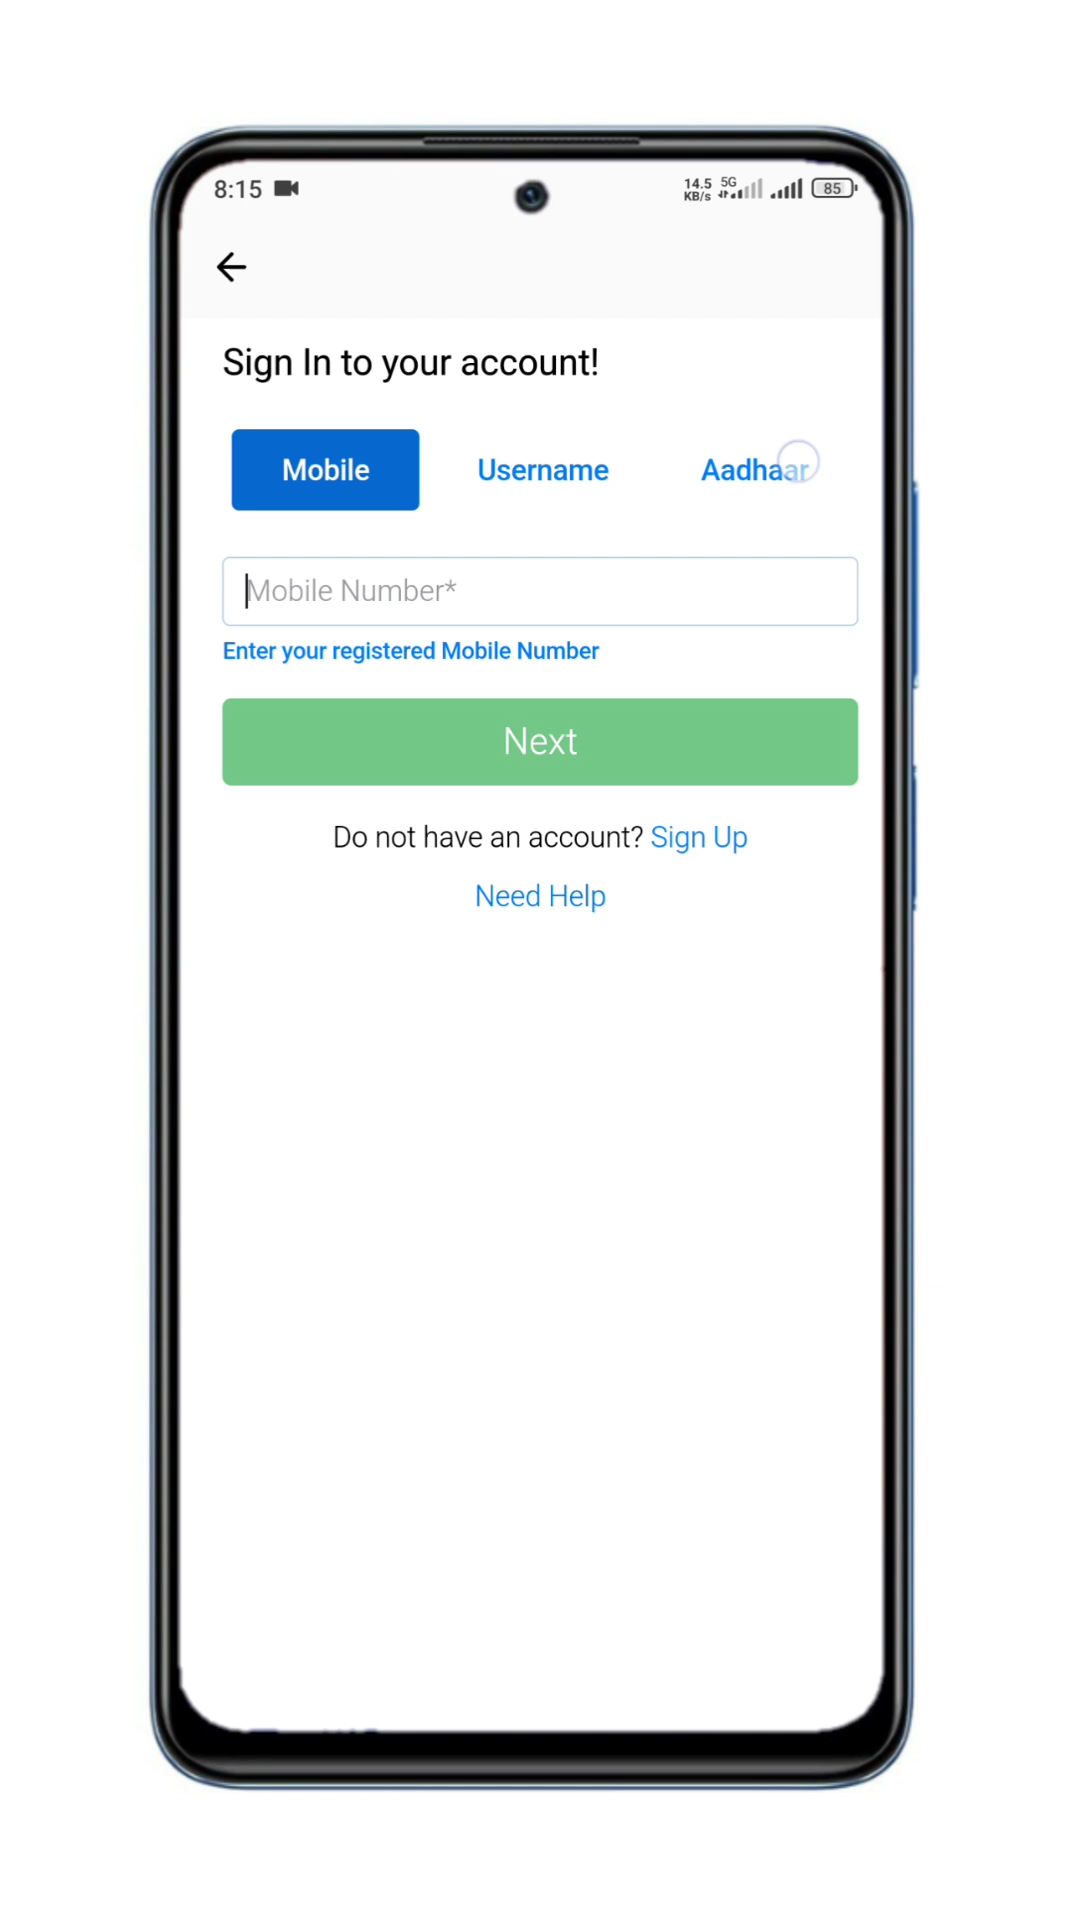 8:15 14.5 KB/s 5G 85
Sign In to your account!
Mobile Username Aadhaar
Mobile Number*
Enter your registered Mobile Number
Next
Do not have an account? Sign Up
Need Help